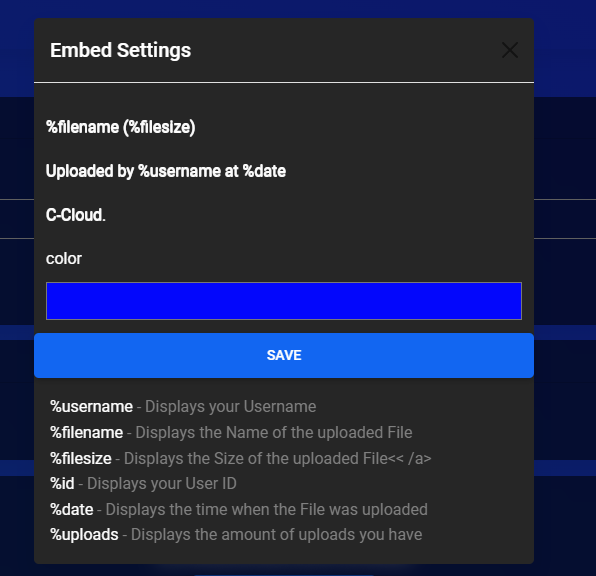 Embed Settings
%filename (%filesize)
Uploaded by %username at %date
C-Cloud.
color
SAVE
%username - Displays your Username
%filename - Displays the Name of the uploaded File
%filesize - Displays the Size of the uploaded File<< /a>
%id - Displays your User ID
%date - Displays the time when the File was uploaded
%uploads - Displays the amount of uploads you have